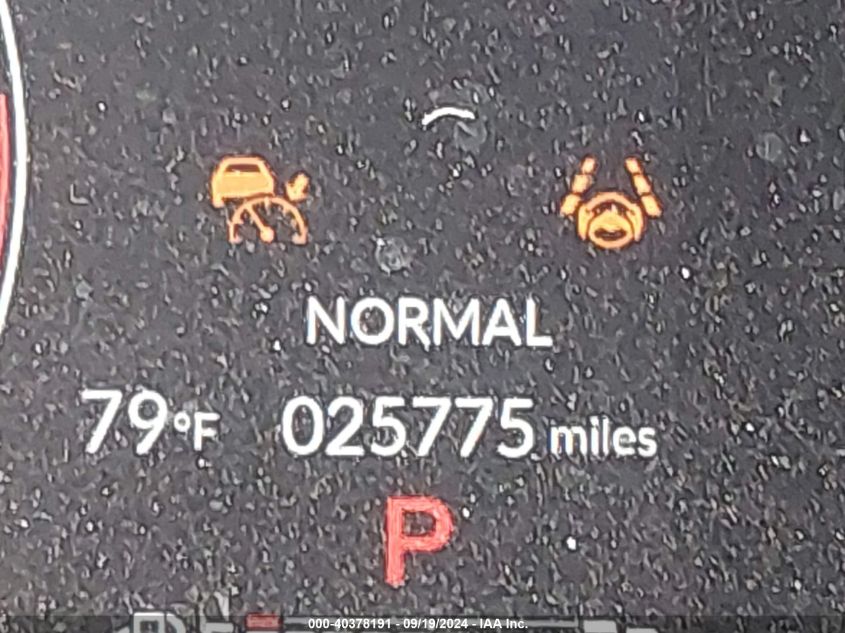 NORMAL
79°F 025775 miles
P
000-40378191 - 09/19/2024 - IAA Inc.